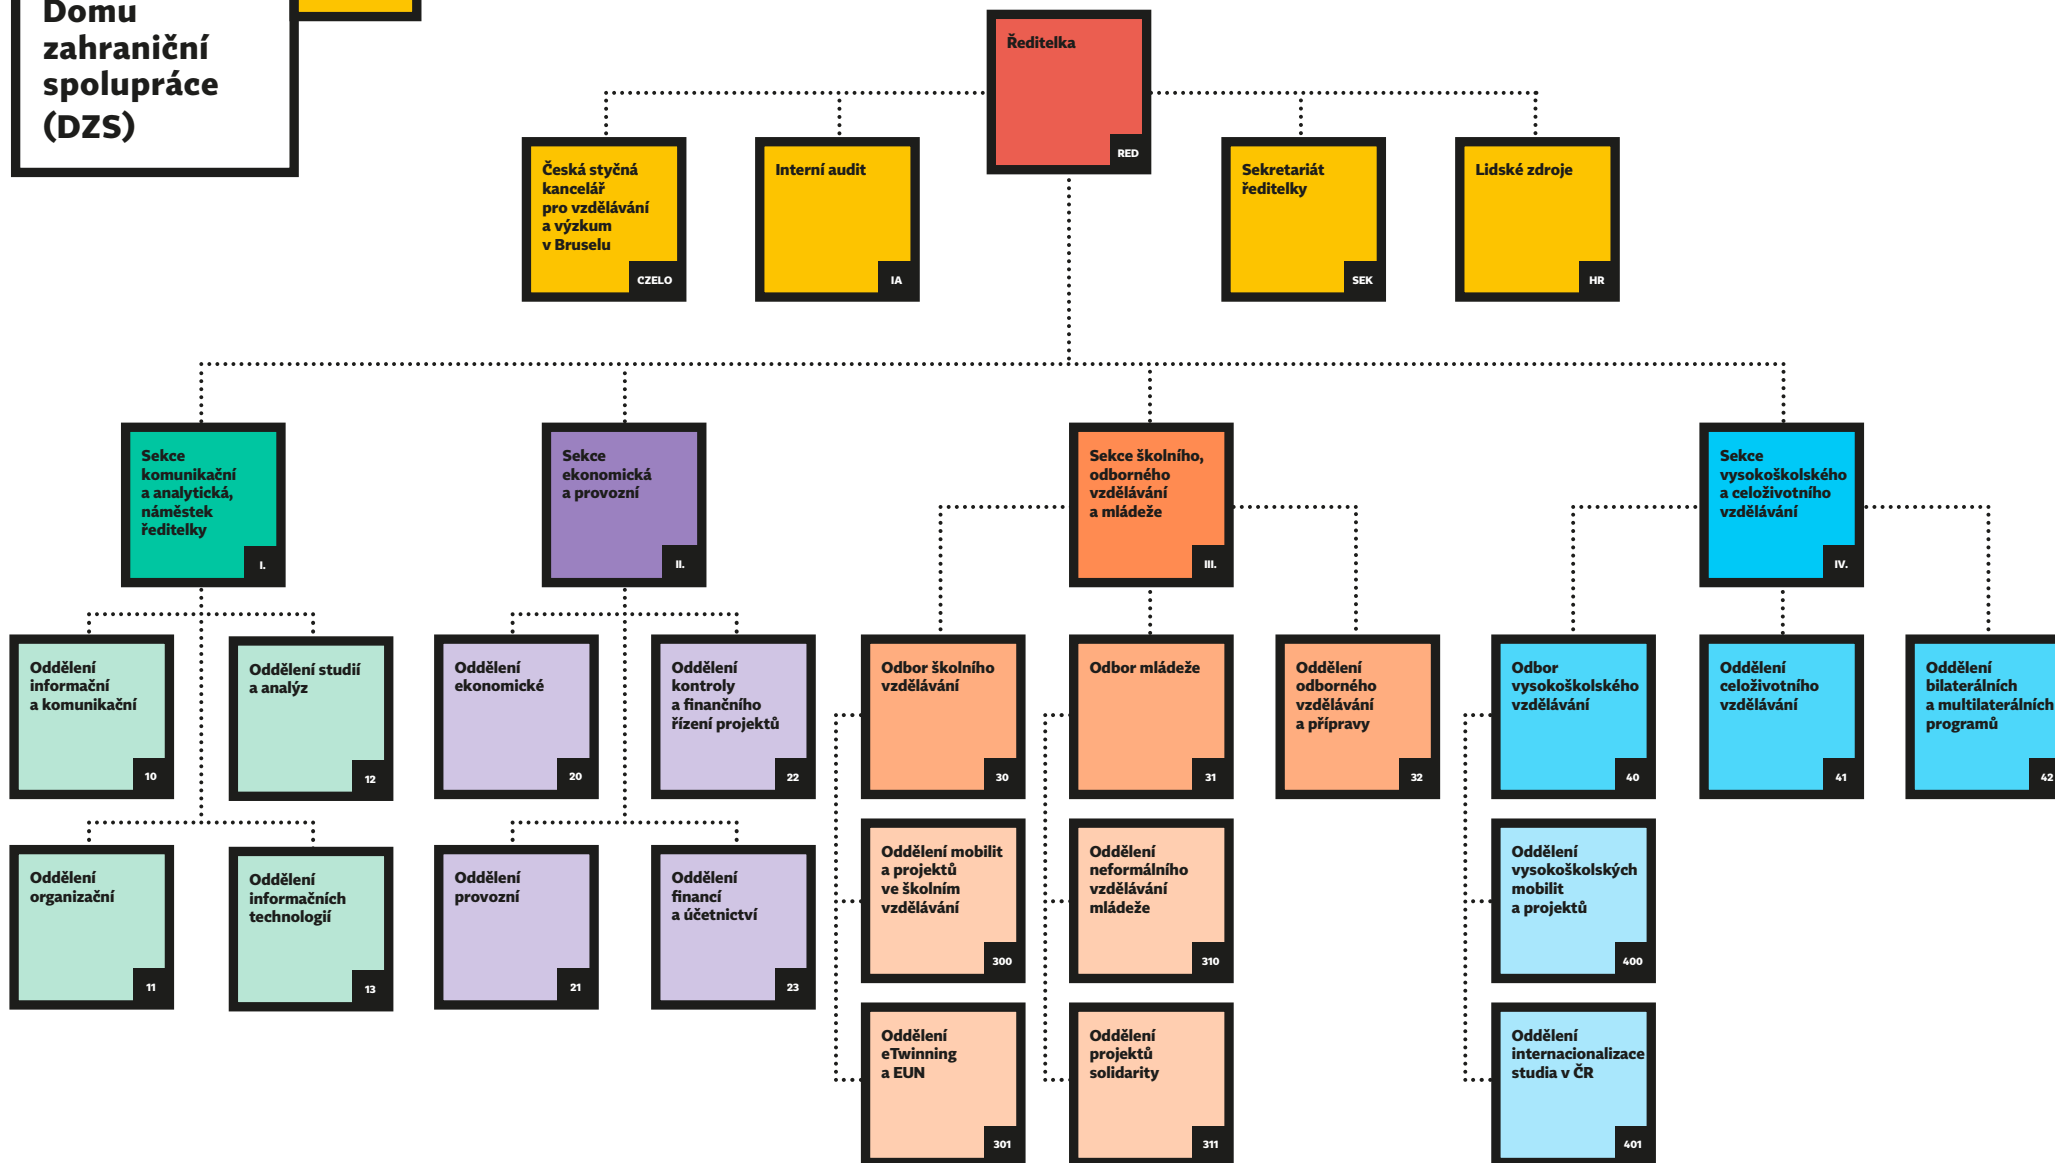 Domu
zahraniční
spolupráce
(DZS)
Ředitelka
RED
Česká styčná
kancelář
pro vzdělávání
a výzkum
v Bruselu
CZELO
Interní audit
IA
Sekretariát
ředitelky
SEK
Lidské zdroje
HR
Sekce
komunikační
a analytická,
náměstek
ředitelky
I.
Sekce
ekonomická
a provozní
II.
Sekce školního,
odborného
vzdělávání
a mládeže
III.
Sekce
vysokoškolského
a celoživotního
vzdělávání
IV.
Oddělení
informační
a komunikační
10
Oddělení studií
a analýz
12
Oddělení
ekonomické
20
Oddělení
kontroly
a finančního
řízení projektů
22
Odbor školního
vzdělávání
30
Odbor mládeže
31
Oddělení
odborného
vzdělávání
a přípravy
32
Odbor
vysokoškolského
vzdělávání
40
Oddělení
celoživotního
vzdělávání
41
Oddělení
bilaterálních
a multilaterálních
programů
42
Oddělení
organizační
11
Oddělení
informačních
technologií
13
Oddělení
provozní
21
Oddělení
financí
a účetnictví
23
Oddělení mobilit
a projektů
ve školním
vzdělávání
300
Oddělení
neformálního
vzdělávání
mládeže
310
Oddělení
vysokoškolských
mobilit
a projektů
400
Oddělení
eTwinning
a EUN
301
Oddělení
projektů
solidarity
311
Oddělení
internacionalizace
studia v ČR
401